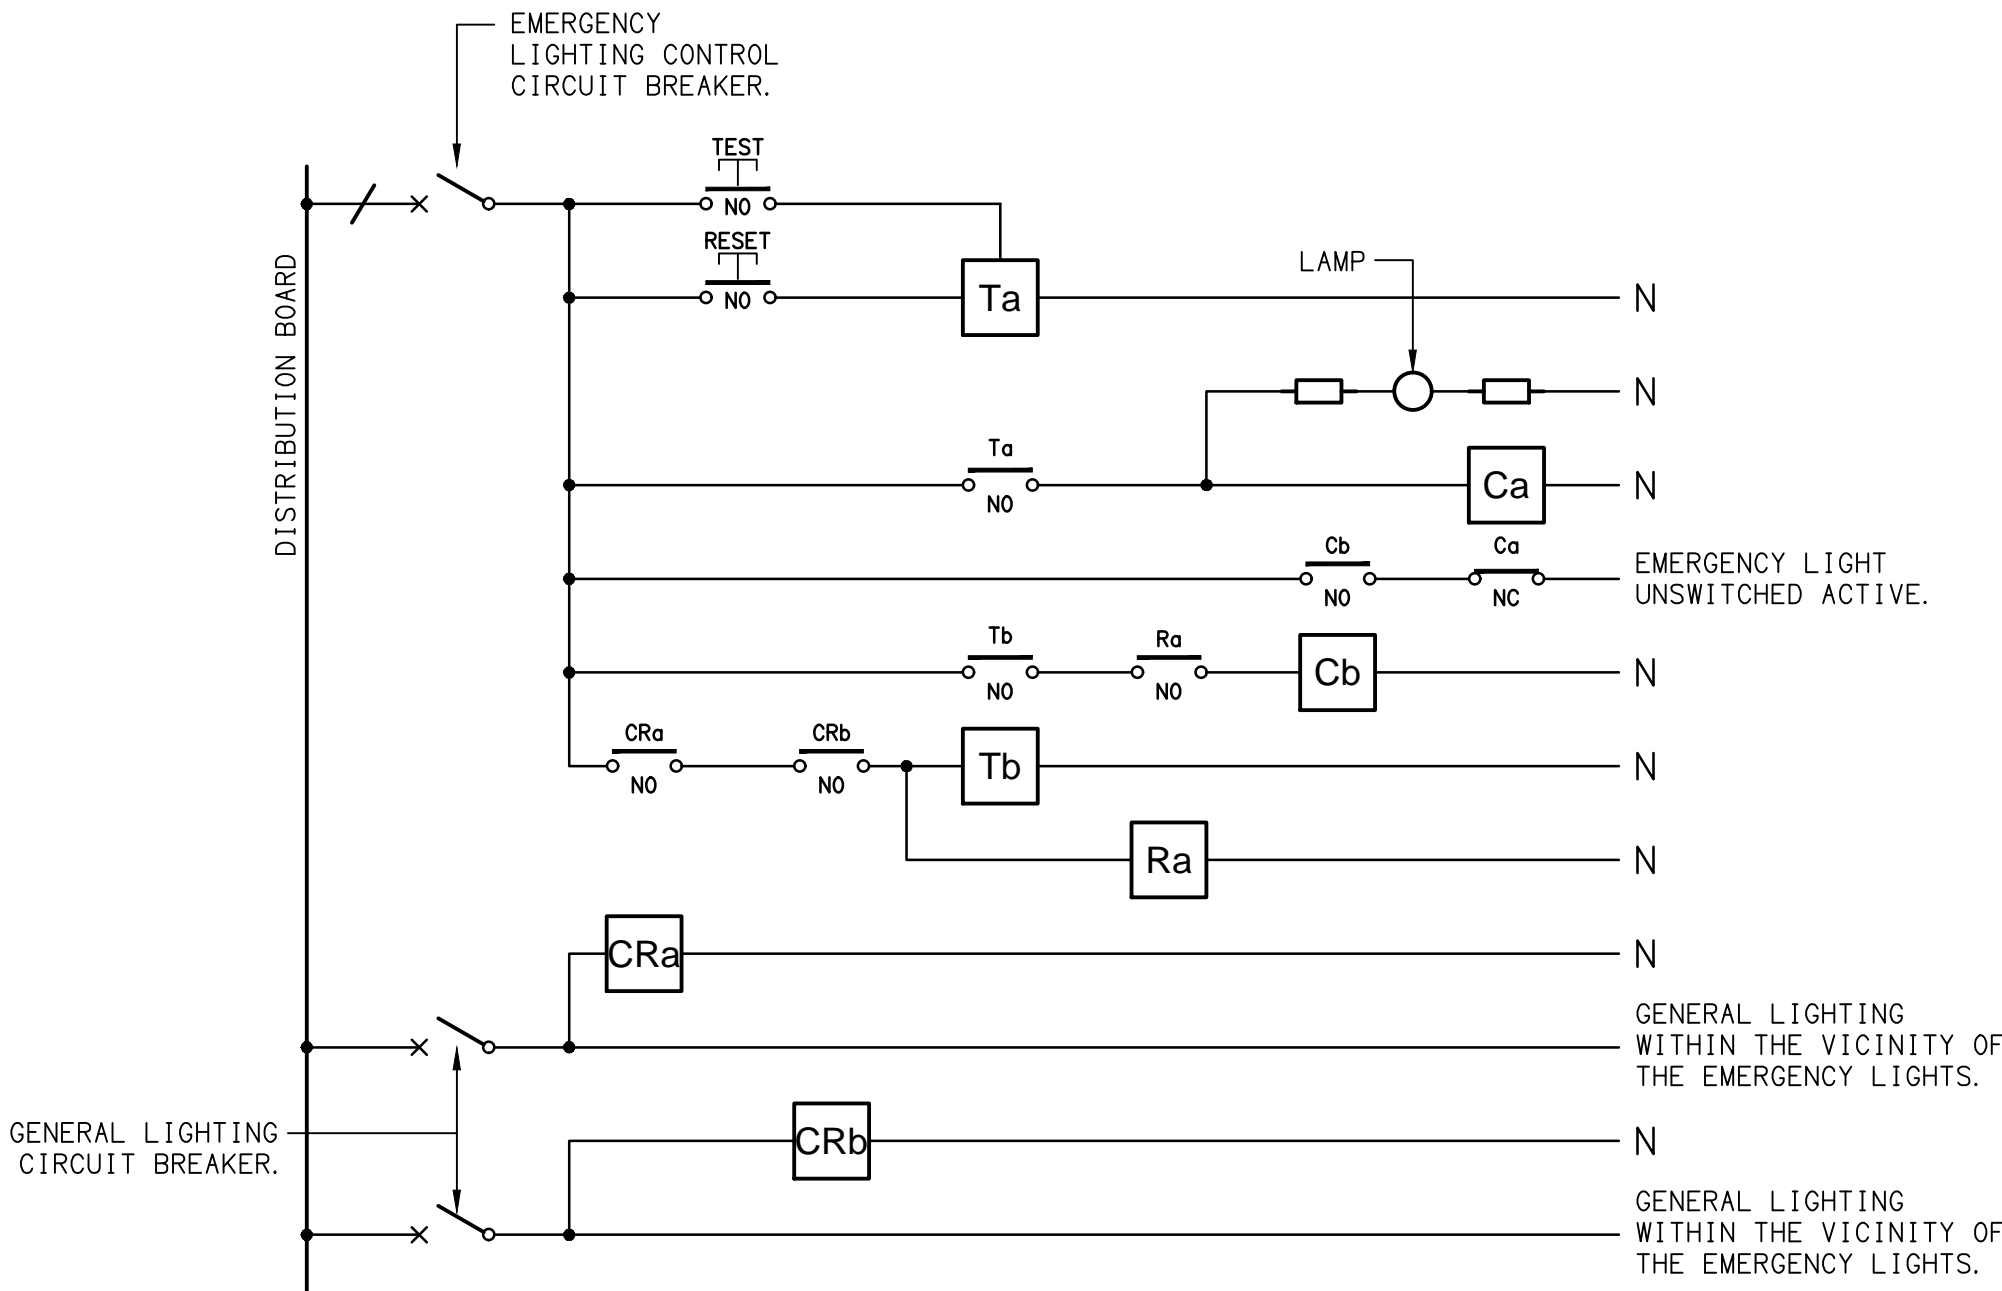 EMERGENCY
LIGHTING CONTROL
CIRCUIT BREAKER.
TEST
NO
RESET
NO
Ta
N
LAMP
N
DISTRIBUTION BOARD
Ta
NO
Ca
N
Cb
NO
Ca
NC
EMERGENCY LIGHT
UNSWITCHED ACTIVE.
Tb
NO
Ra
NO
Cb
N
CRa
NO
CRb
NO
Tb
N
Ra
N
CRa
N
GENERAL LIGHTING
WITHIN THE VICINITY OF
THE EMERGENCY LIGHTS.
GENERAL LIGHTING
CIRCUIT BREAKER.
CRb
N
GENERAL LIGHTING
WITHIN THE VICINITY OF
THE EMERGENCY LIGHTS.